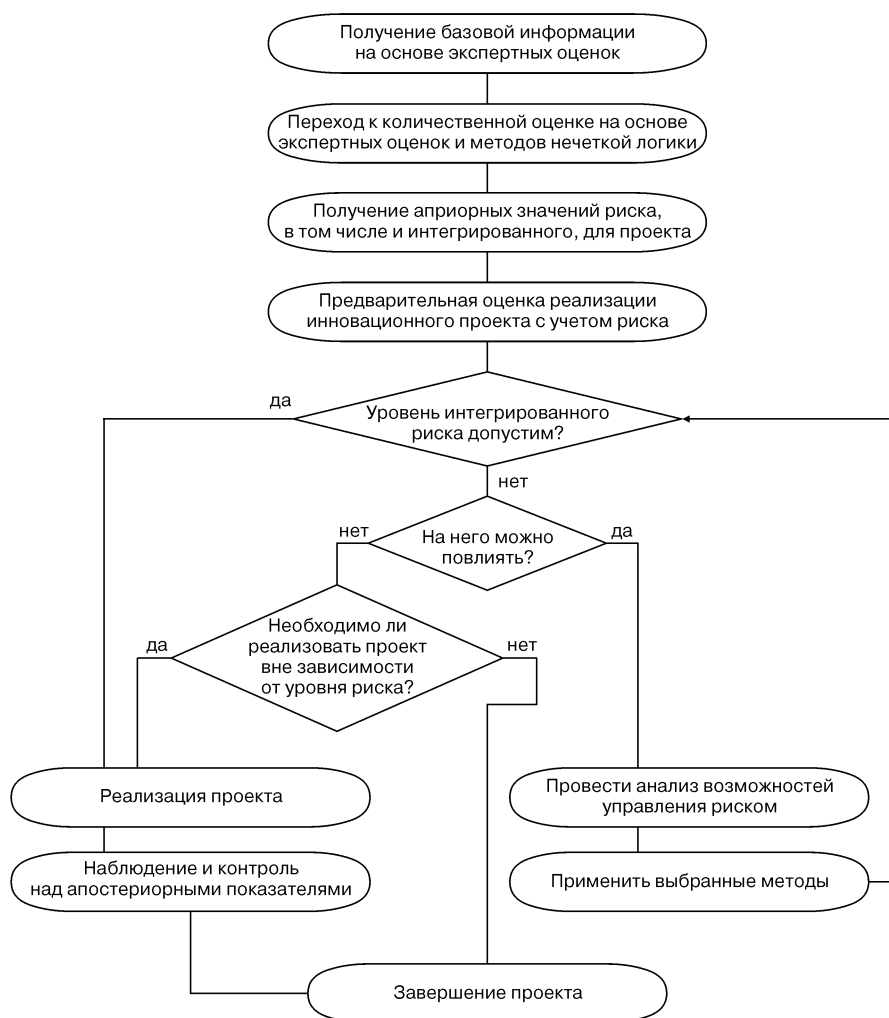 Получение базовой информации
на основе экспертных оценок
Переход к количественной оценке на основе
экспертных оценок и методов нечеткой логики
Получение априорных значений риска,
в том числе и интегрированного, для проекта
Предварительная оценка реализации
инновационного проекта с учетом риска
да
Уровень интегрированного
риска допустим?
нет
нет
На него можно
повлиять?
да
да
Необходимо ли
реализовать проект
вне зависимости
от уровня риска?
нет
Реализация проекта
Провести анализ возможностей
управления риском
Наблюдение и контроль
над апостериорными показателями
Применить выбранные методы
Завершение проекта